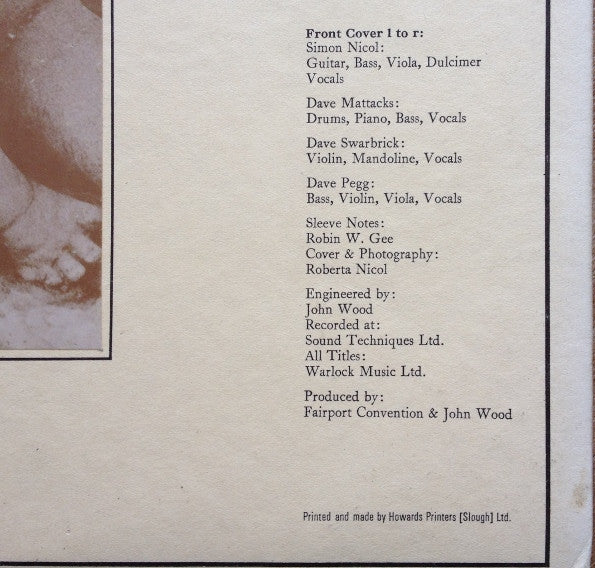 Front Cover l to r:
Simon Nicol:
Guitar, Bass, Viola, Dulcimer
Vocals
Dave Mattacks:
Drums, Piano, Bass, Vocals
Dave Swarbrick:
Violin, Mandoline, Vocals
Dave Pegg:
Bass, Violin, Viola, Vocals
Sleeve Notes:
Robin W. Gee
Cover & Photography:
Roberta Nicol
Engineered by:
John Wood
Recorded at:
Sound Techniques Ltd.
All Titles:
Warlock Music Ltd.
Produced by:
Fairport Convention & John Wood
Printed and made by Howards Printers [Slough] Ltd.